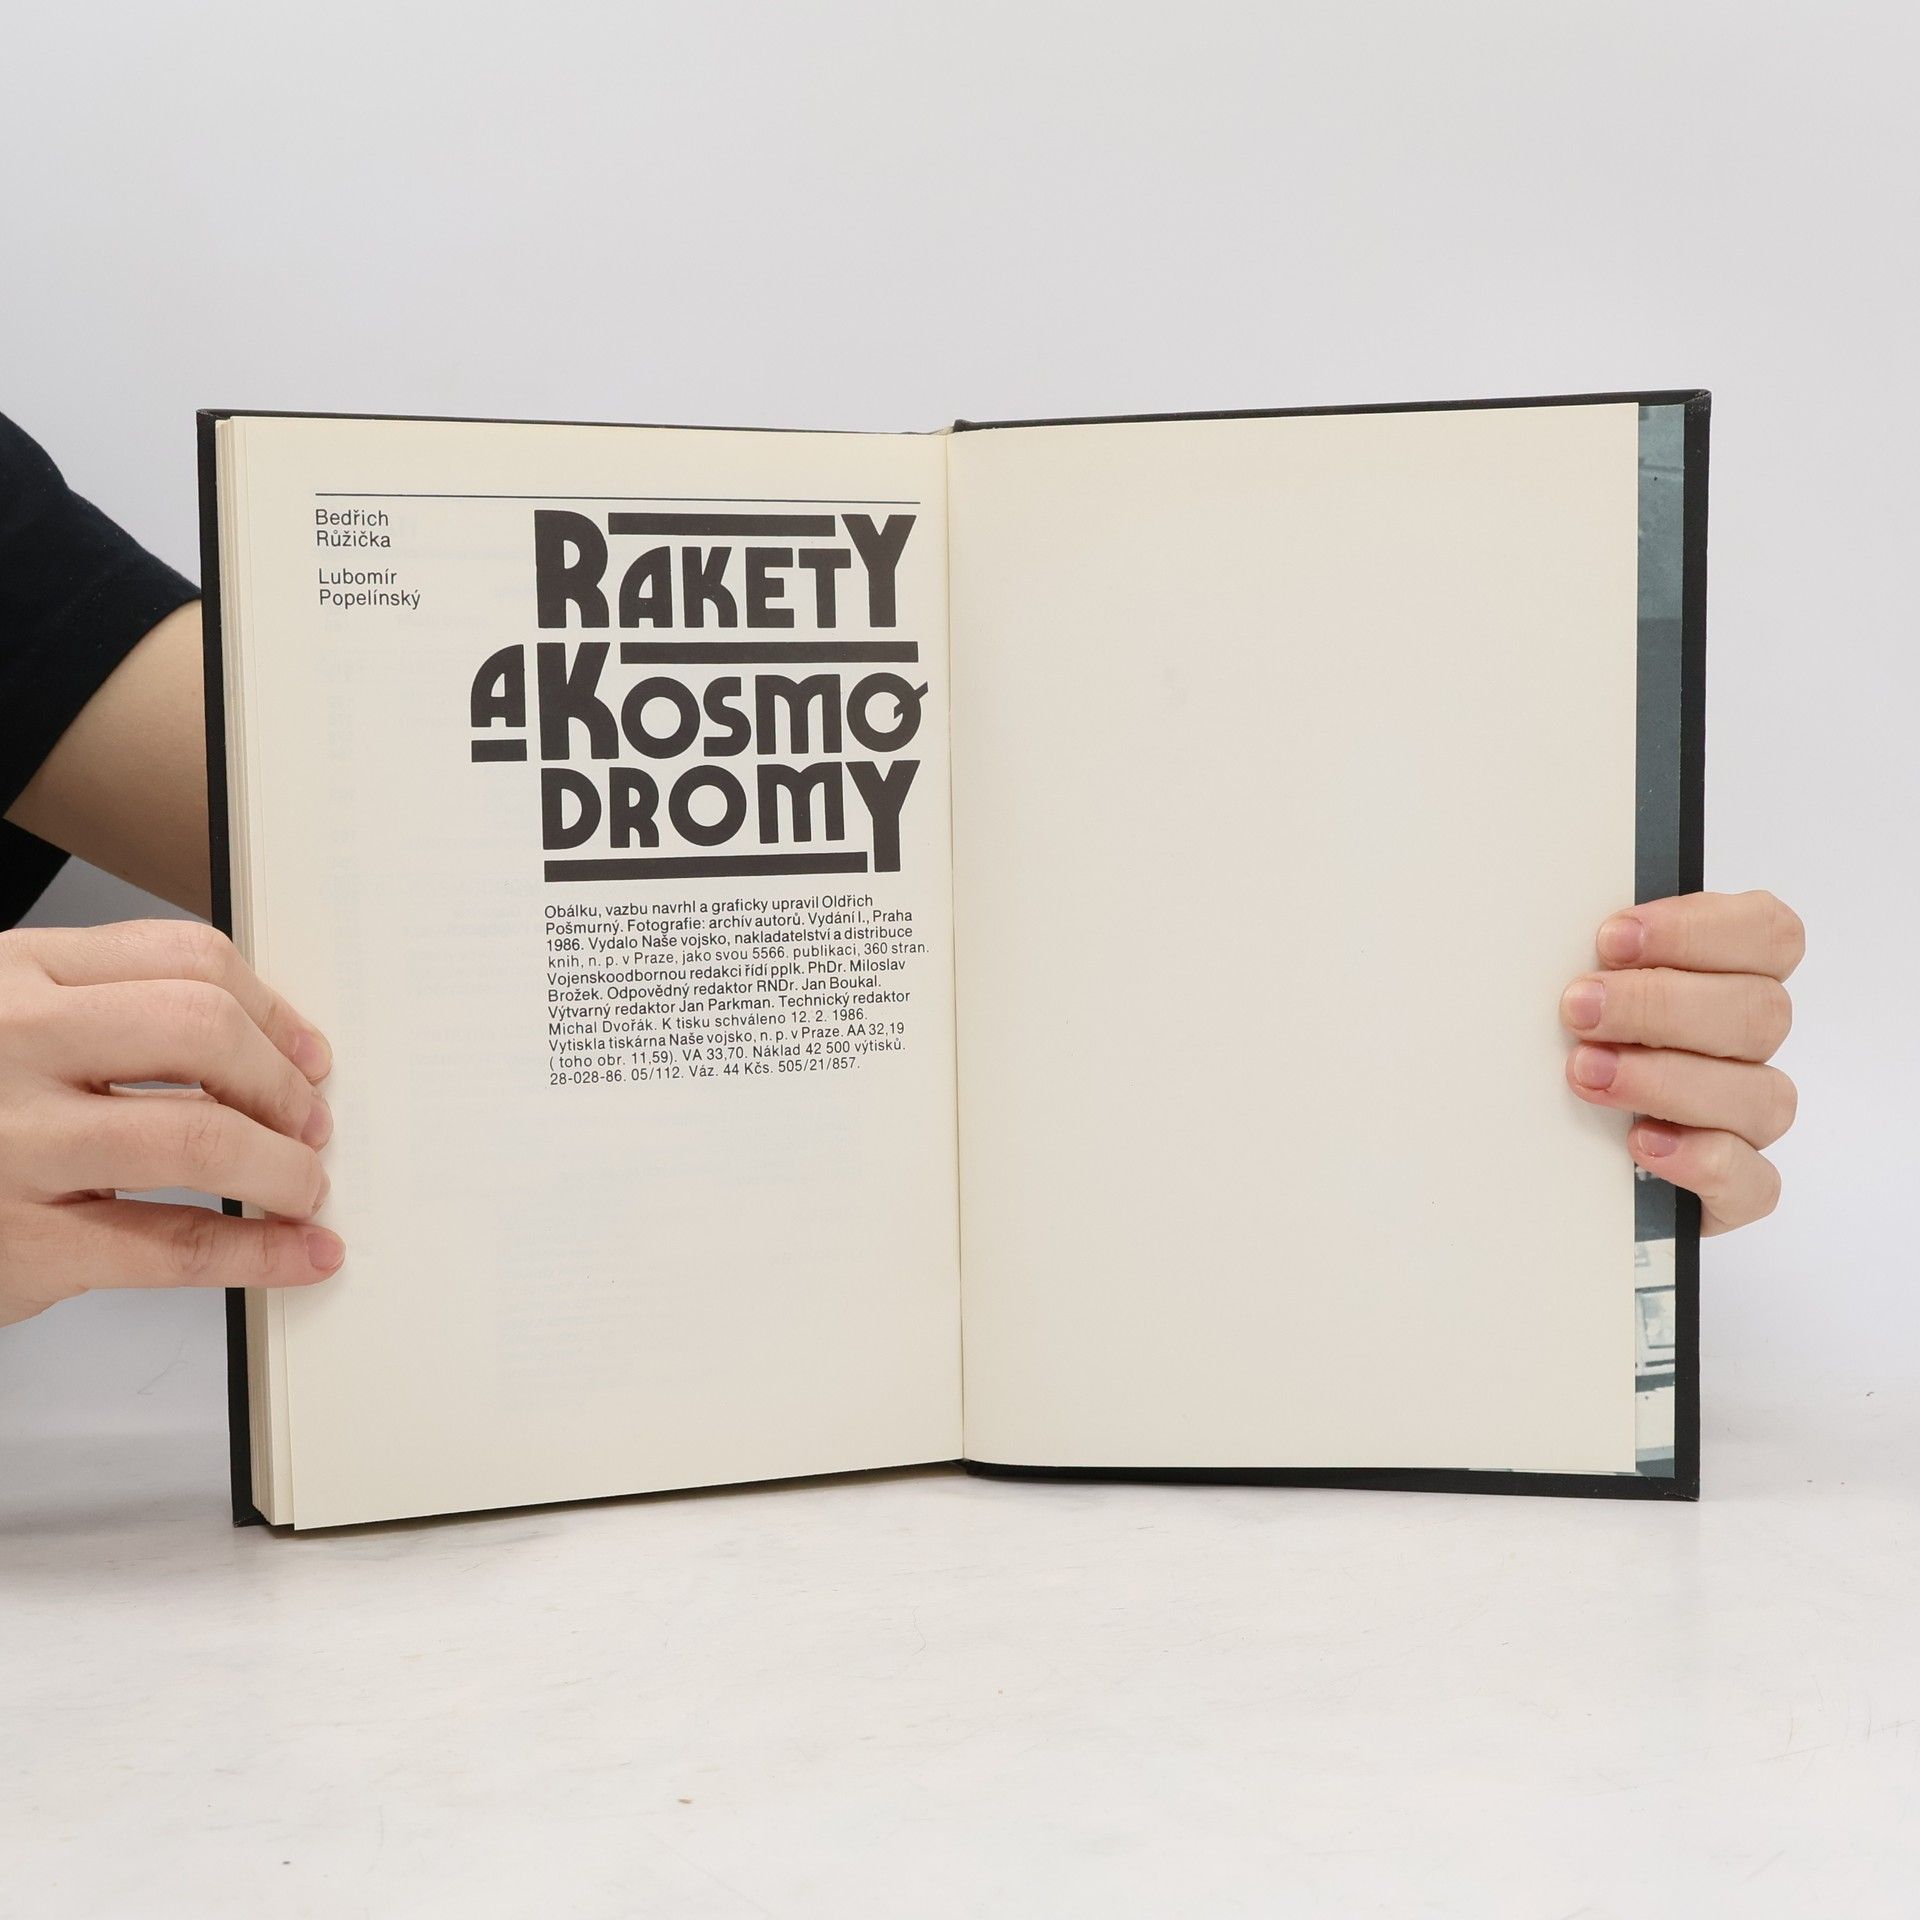 Bedřich
Růžička
Lubomír
Popelínský
RAKETY
A KOSMO
DROMY
Obálku, vazbu navrhl a graficky upravil Oldřich
Pošmurný. Fotografie: archív autorů. Vydání I., Praha
1986. Vydalo Naše vojsko, nakladatelství a distribuce
knih, n. p. v Praze, jako svou 5566. publikaci, 360 stran.
Vojenskoodbornou redakci řídí pplk. PhDr. Miloslav
Brožek. Odpovědný redaktor RNDr. Jan Boukal.
Výtvarný redaktor Jan Parkman. Technický redaktor
Michal Dvořák. K tisku schváleno 12. 2. 1986.
Vytiskla tiskárna Naše vojsko, n. p. v Praze. AA 32,19
( toho obr. 11,59). VA 33,70. Náklad 42 500 výtisků.
28-028-86. 05/112. Váz. 44 Kčs. 505/21/857.